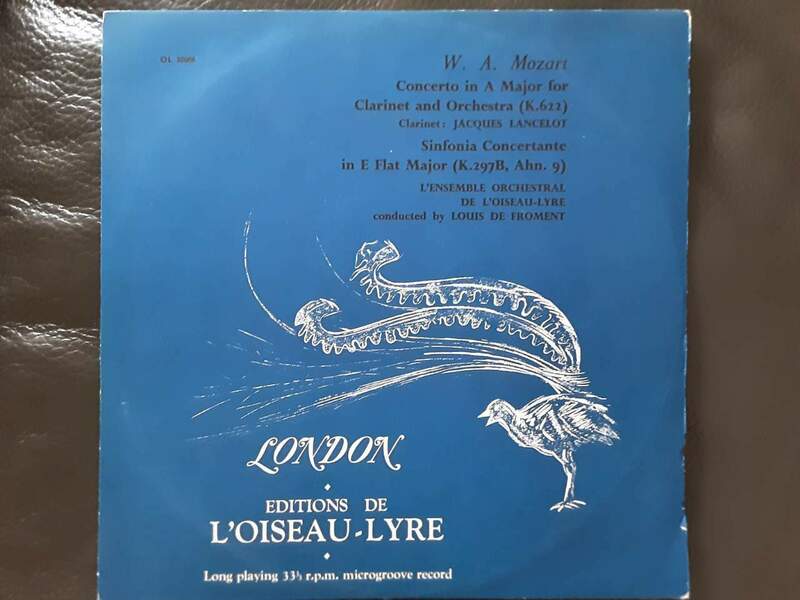 W. A. Mozart
Concerto in A Major for
Clarinet and Orchestra (K.622)
Clarinet: JACQUES LANCELOT
Sinfonia Concertante
in E Flat Major (K.297B, Ahn. 9)
L'ENSEMBLE ORCHESTRAL
DE L'OISEAU-LYRE
conducted by LOUIS DE FROMENT
OL
LONDON
EDITIONS DE
L'OISEAU-LYRE
Long playing 33⅓ r.p.m. microgroove record